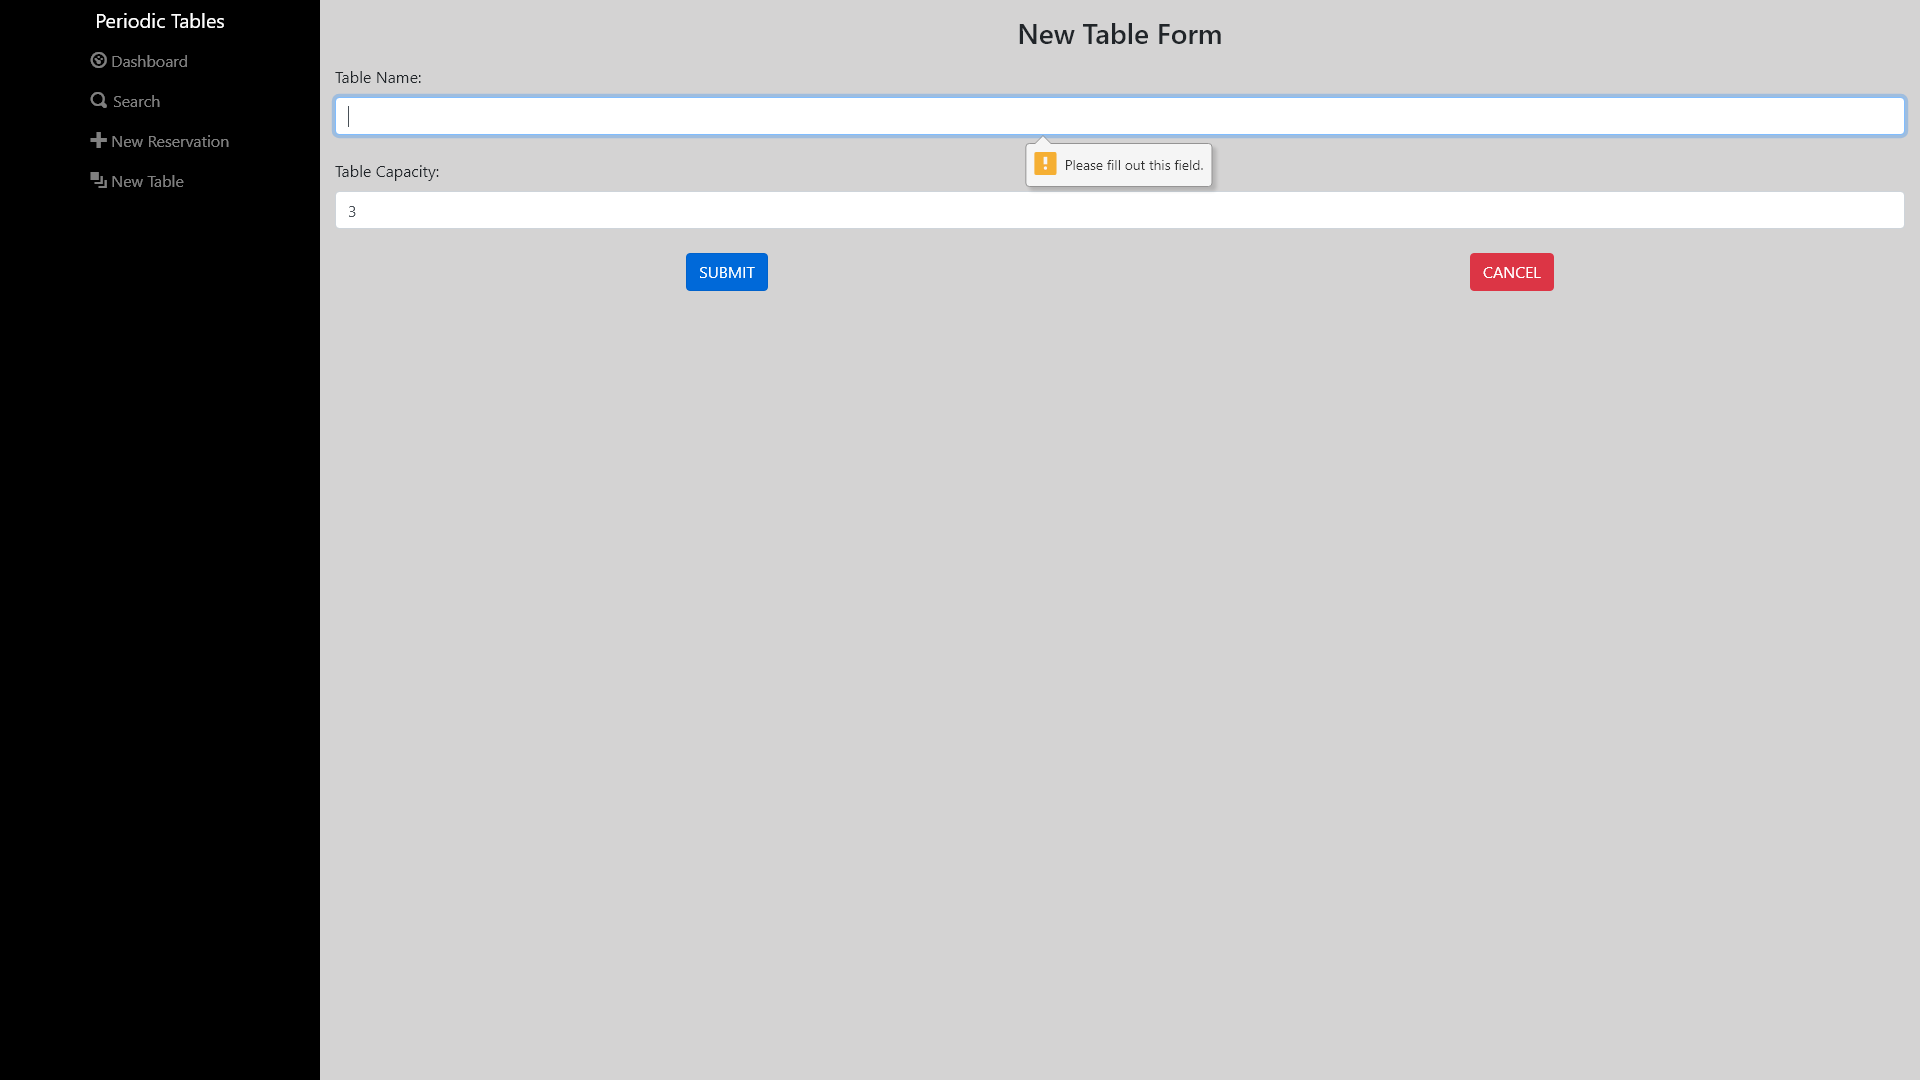 Periodic Tables
Dashboard
Search
New Reservation
New Table
New Table Form
Table Name:
Please fill out this field.
Table Capacity:
3
SUBMIT
CANCEL